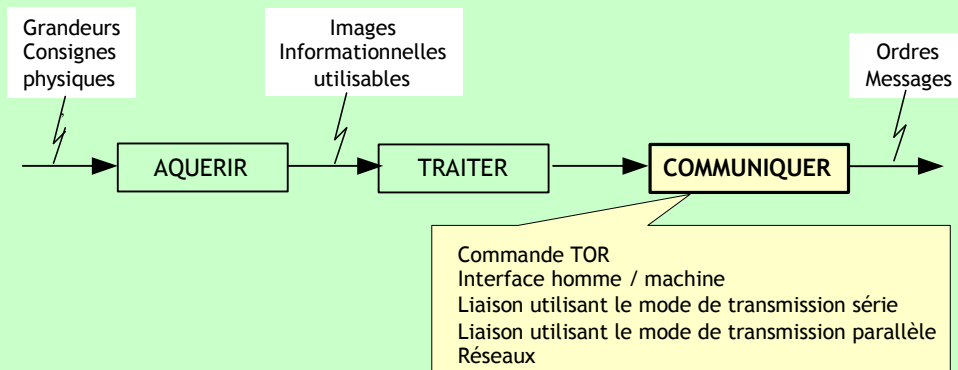 Grandeurs
Consignes
physiques
Images
Informationnelles
utilisables
Ordres
Messages
AQUERIR
TRAITER
COMMUNIQUER
Commande TOR
Interface homme / machine
Liaison utilisant le mode de transmission série
Liaison utilisant le mode de transmission parallèle
Réseaux